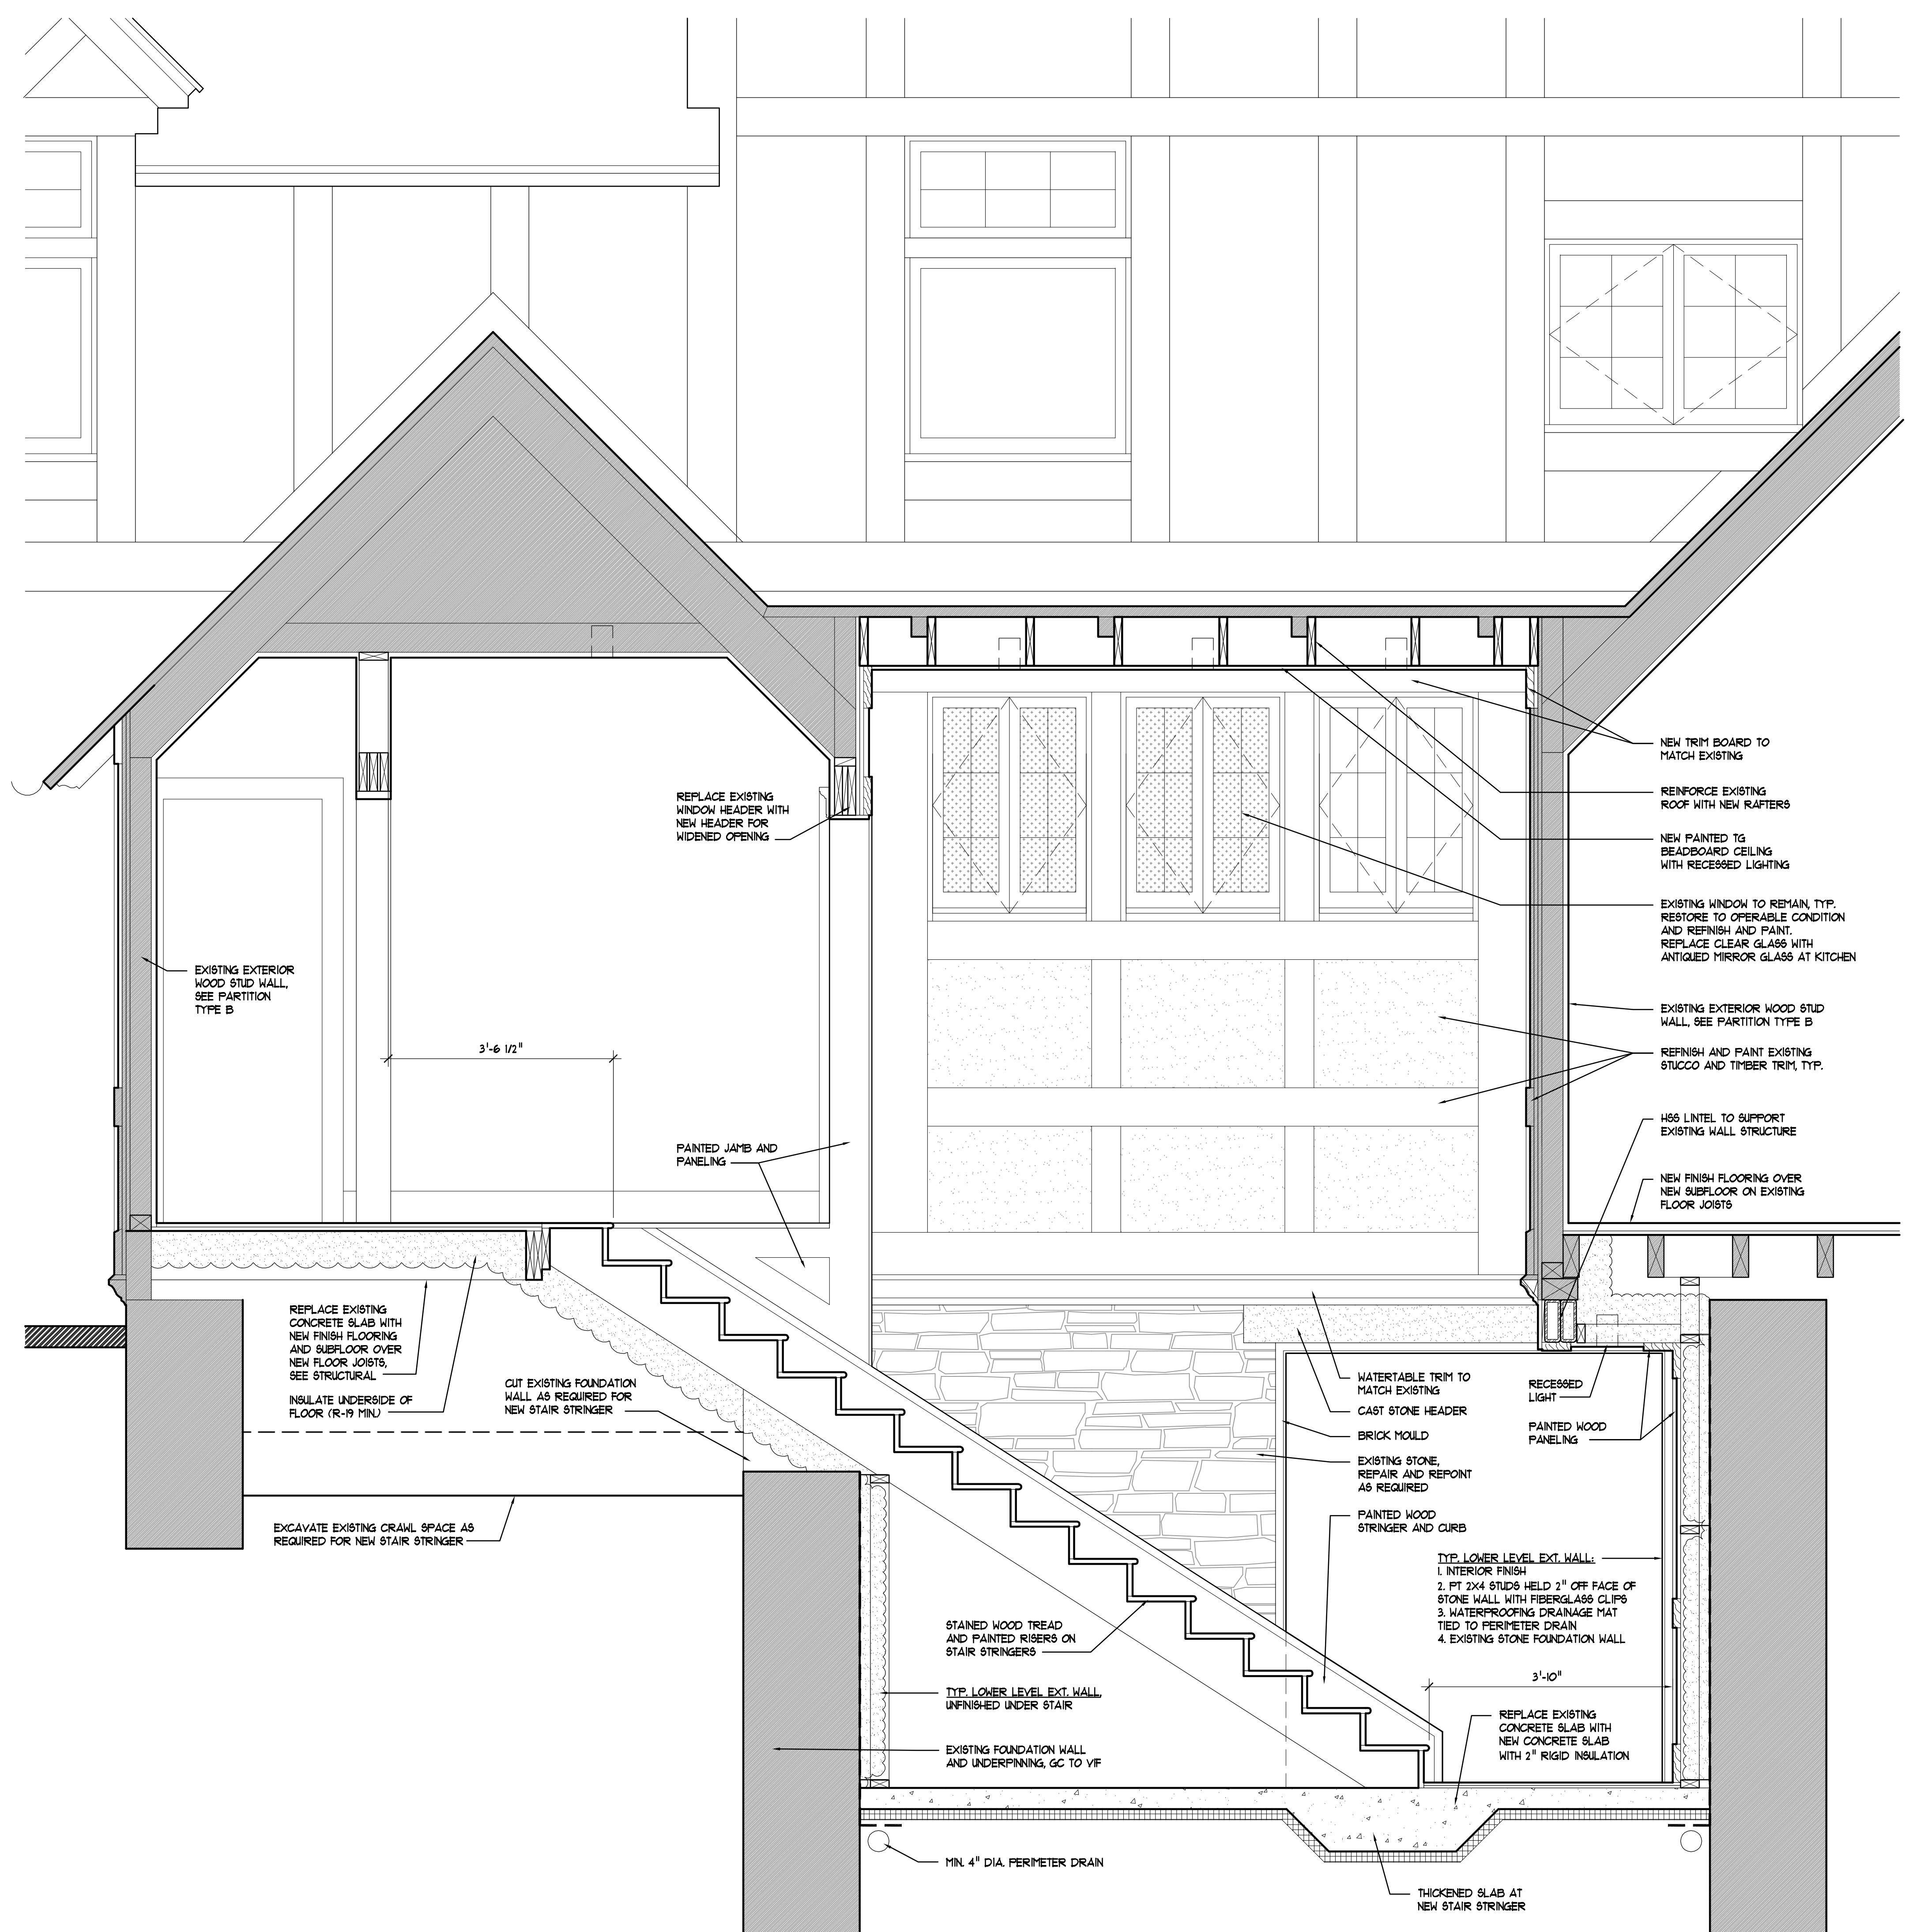 REPLACE EXISTING
WINDOW HEADER WITH
NEW HEADER FOR
WIDENED OPENING
NEW TRIM BOARD TO
MATCH EXISTING
REINFORCE EXISTING
ROOF WITH NEW RAFTERS
NEW PAINTED TG
BEADBOARD CEILING
WITH RECESSED LIGHTING
EXISTING WINDOW TO REMAIN, TYP.
RESTORE TO OPERABLE CONDITION
AND REFINISH AND PAINT.
REPLACE CLEAR GLASS WITH
ANTIQUED MIRROR GLASS AT KITCHEN
EXISTING EXTERIOR
WOOD STUD WALL,
SEE PARTITION
TYPE B
EXISTING EXTERIOR WOOD STUD
WALL, SEE PARTITION TYPE B
3'-6 1/2"
REFINISH AND PAINT EXISTING
STUCCO AND TIMBER TRIM, TYP.
HSS LINTEL TO SUPPORT
EXISTING WALL STRUCTURE
PAINTED JAMB AND
PANELING
NEW FINISH FLOORING OVER
NEW SUBFLOOR ON EXISTING
FLOOR JOISTS
REPLACE EXISTING
CONCRETE SLAB WITH
NEW FINISH FLOORING
AND SUBFLOOR OVER
NEW FLOOR JOISTS,
SEE STRUCTURAL
INSULATE UNDERSIDE OF
FLOOR (R-19 MIN.)
CUT EXISTING FOUNDATION
WALL AS REQUIRED FOR
NEW STAIR STRINGER
WATERTABLE TRIM TO
MATCH EXISTING
CAST STONE HEADER
BRICK MOULD
EXISTING STONE,
REPAIR AND REPOINT
AS REQUIRED
RECESSED
LIGHT
PAINTED WOOD
PANELING
PAINTED WOOD
STRINGER AND CURB
EXCAVATE EXISTING CRAWL SPACE AS
REQUIRED FOR NEW STAIR STRINGER
TYP. LOWER LEVEL EXT. WALL:
1. INTERIOR FINISH
2. PT 2X4 STUDS HELD 2" OFF FACE OF
STONE WALL WITH FIBERGLASS CLIPS
3. WATERPROOFING DRAINAGE MAT
TIED TO PERIMETER DRAIN
4. EXISTING STONE FOUNDATION WALL
STAINED WOOD TREAD
AND PAINTED RISERS ON
STAIR STRINGERS
3'-10"
TYP. LOWER LEVEL EXT. WALL,
UNFINISHED UNDER STAIR
REPLACE EXISTING
CONCRETE SLAB WITH
NEW CONCRETE SLAB
WITH 2" RIGID INSULATION
EXISTING FOUNDATION WALL
AND UNDERPINNING, GC TO VIF
MIN. 4" DIA. PERIMETER DRAIN
THICKENED SLAB AT
NEW STAIR STRINGER